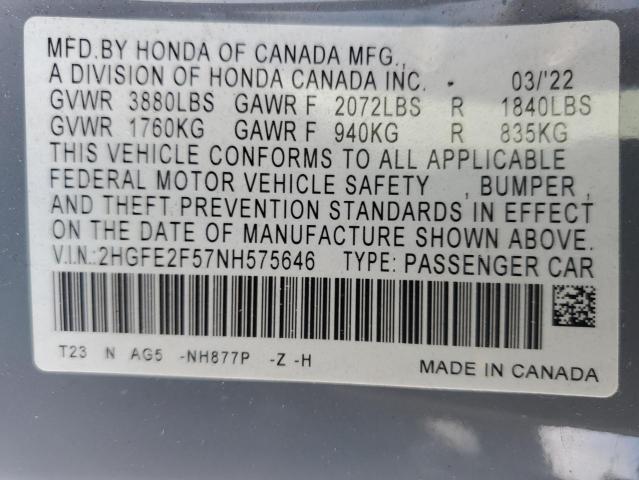 MFD.BY HONDA OF CANADA MFG.,
A DIVISION OF HONDA CANADA INC. - 03/'22
GVWR 3880LBS GAWR F 2072LBS R 1840LBS
GVWR 1760KG GAWR F 940KG R 835KG
THIS VEHICLE CONFORMS TO ALL APPLICABLE
FEDERAL MOTOR VEHICLE SAFETY , BUMPER ,
AND THEFT PREVENTION STANDARDS IN EFFECT
ON THE DATE OF MANUFACTURE SHOWN ABOVE.
V.I.N.:2HGFE2F57NH575646 TYPE: PASSENGER CAR
T23 N AG5 -NH877P -Z -H
MADE IN CANADA